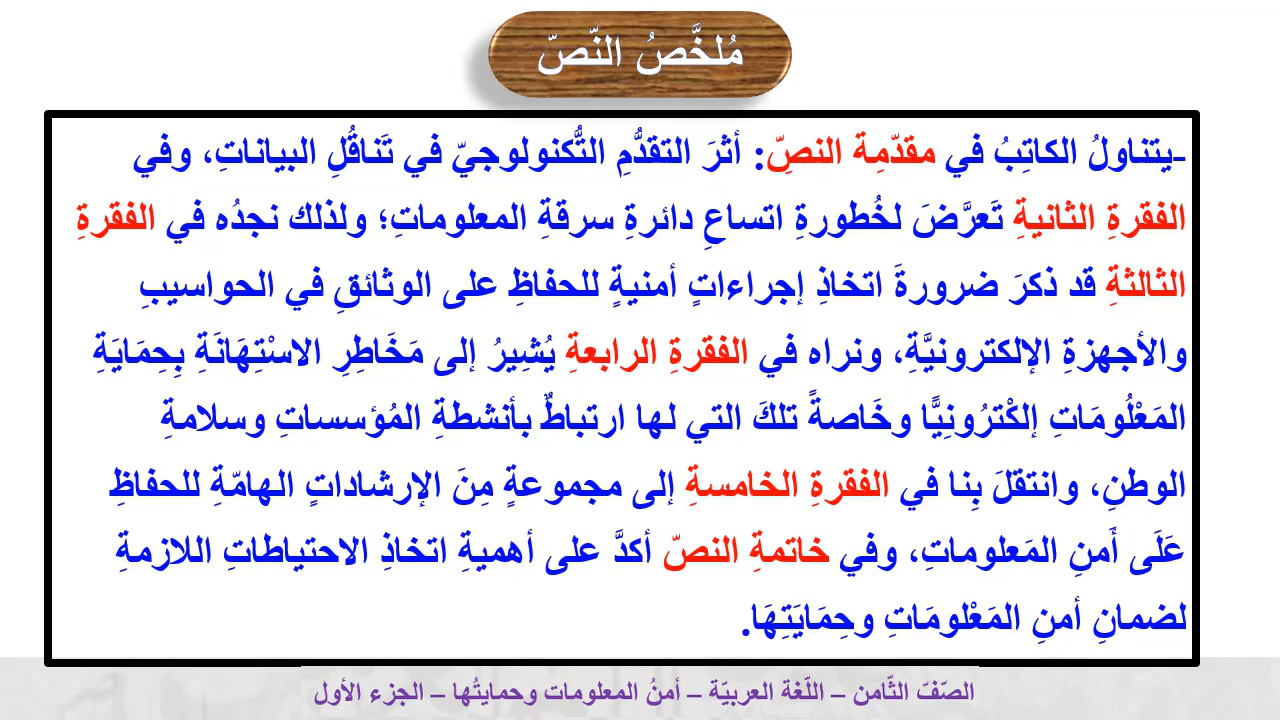 مُلخَّصُ النّصّ
-يتناولُ الكاتِبُ في مقدّمِة النصِّ: أثرَ التقدُّمِ التُّكنولوجيّ في تَناقُلِ البياناتِ، وفي
الفقرةِ الثانيةِ تَعرَّضَ لخُطورةِ اتساعِ دائرةِ سرقةِ المعلوماتِ؛ ولذلك نجدُه في الفقرةِ
الثالثةِ قد ذكرَ ضرورةَ اتخاذِ إجراءاتٍ أمنيةٍ للحفاظِ على الوثائقِ في الحواسيبِ
والأجهزةِ الإلكترونيَّةِ، ونراه في الفقرةِ الرابعةِ يُشِيرُ إلى مَخَاطِرِ الاسْتِهَانَةِ بِحِمَايَةِ
المَعْلُومَاتِ إلكْترُونِيًّا وخَاصةً تلكَ التي لها ارتباطٌ بأنشطةِ المُؤسساتِ وسلامةِ
الوطنِ، وانتقلَ بِنا في الفقرةِ الخامسةِ إلى مجموعةٍ مِنَ الإرشاداتٍ الهامّةِ للحفاظِ
عَلَى أَمنِ المَعلوماتِ، وفي خاتمةِ النصّ أكدَّ على أهميةِ اتخاذِ الاحتياطاتِ اللازمةِ
لضمانِ أمنِ المَعْلومَاتِ وحِمَايَتِهَا.
الصّفّ الثّامن – اللّغة العربيّة – أمنُ المعلومات وحمايتُها – الجزء الأول